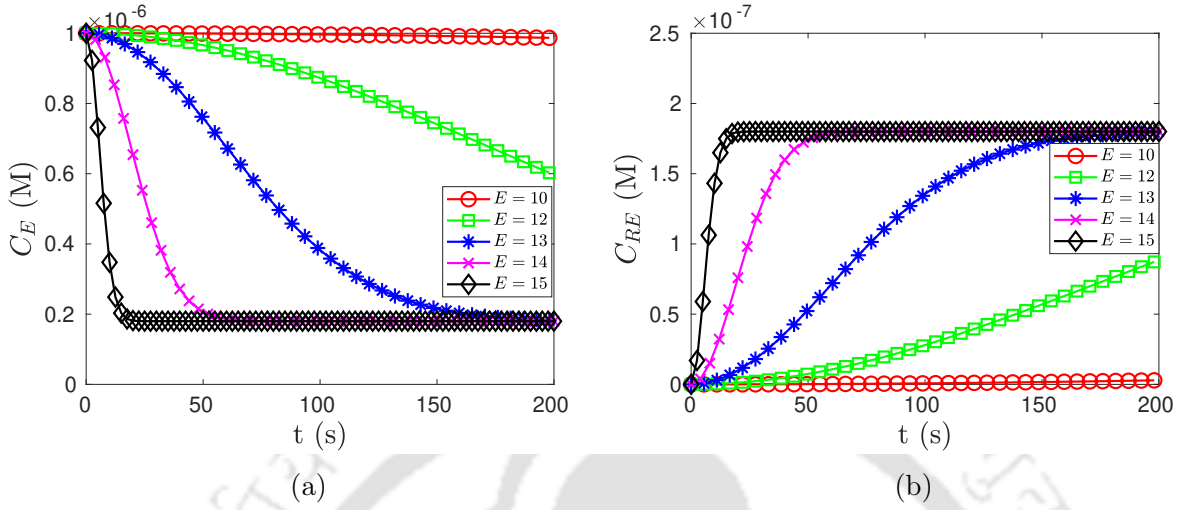 ×10 -6
1
0.8
0.6
0.4
0.2
0
C_E (M)
0 50 100 150 200
t (s)
E = 10
E = 12
E = 13
E = 14
E = 15
(a)
×10 -7
2.5
2
1.5
1
0.5
0
C_RE (M)
0 50 100 150 200
t (s)
E = 10
E = 12
E = 13
E = 14
E = 15
(b)